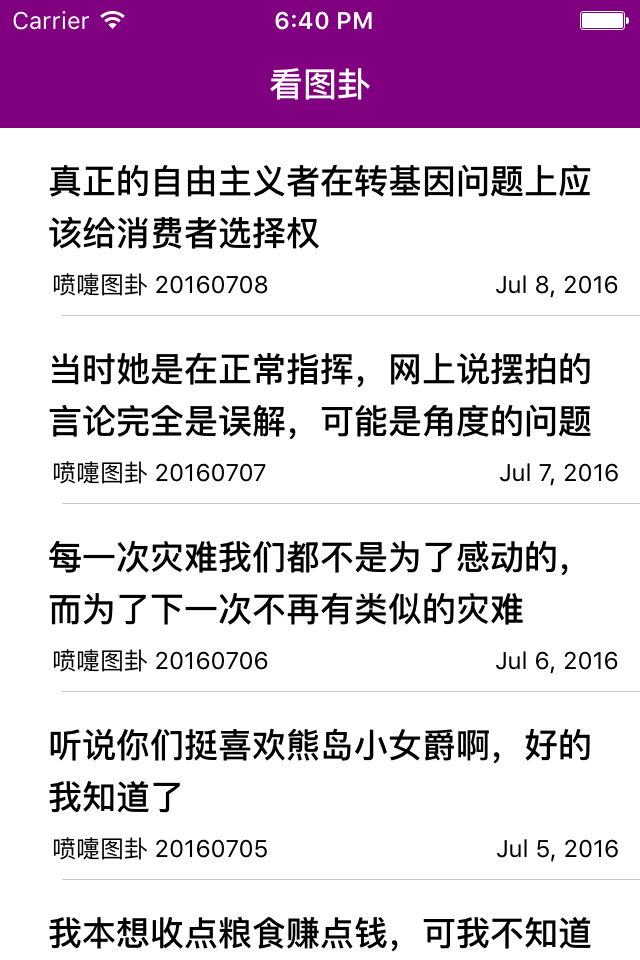 Carrier 6:40 PM
看图卦
真正的自由主义者在转基因问题上应
该给消费者选择权
喷嚏图卦 20160708 Jul 8, 2016
当时她是在正常指挥，网上说摆拍的
言论完全是误解，可能是角度的问题
喷嚏图卦 20160707 Jul 7, 2016
每一次灾难我们都不是为了感动的，
而为了下一次不再有类似的灾难
喷嚏图卦 20160706 Jul 6, 2016
听说你们挺喜欢熊岛小女爵啊，好的
我知道了
喷嚏图卦 20160705 Jul 5, 2016
我本想收点粮食赚点钱，可我不知道